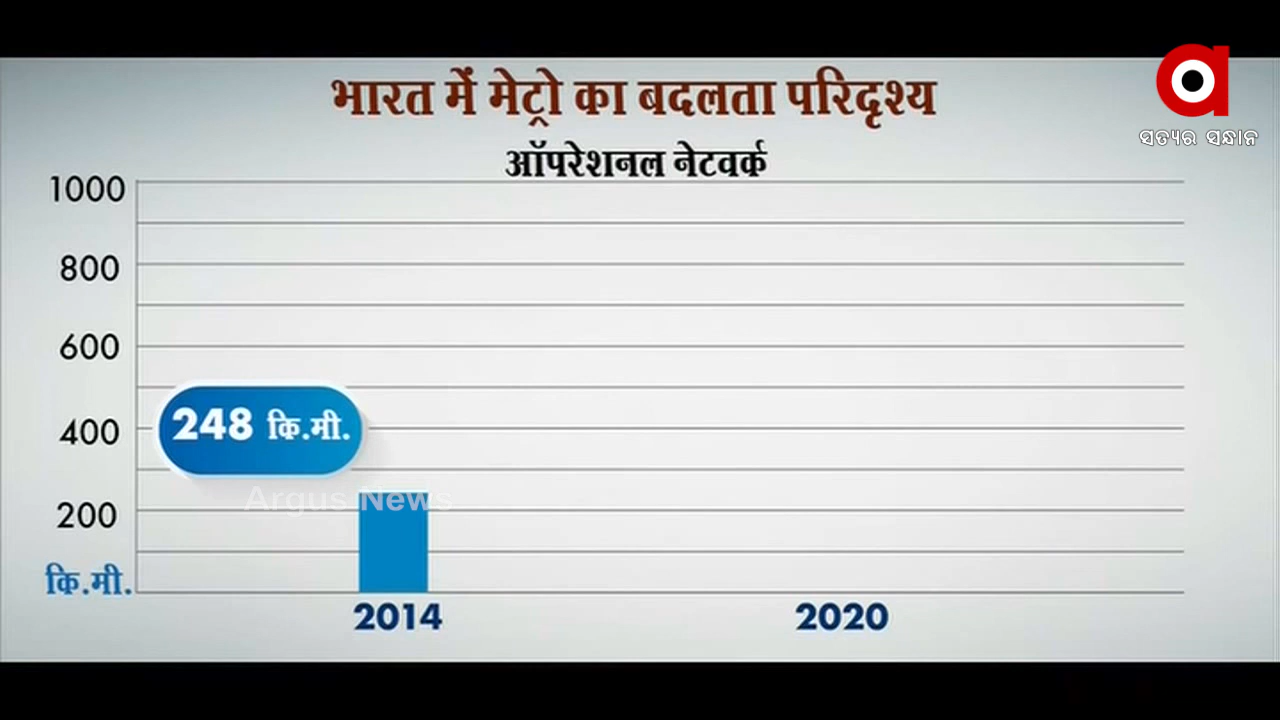 भारत में मेट्रो का बदलता परिदृश्य
ସତ୍ୟର ସନ୍ଧାନ
ऑपरेशनल नेटवर्क
1000
800
600
248 कि.मी.
400
Argus News
200
कि.मी.
2014 2020